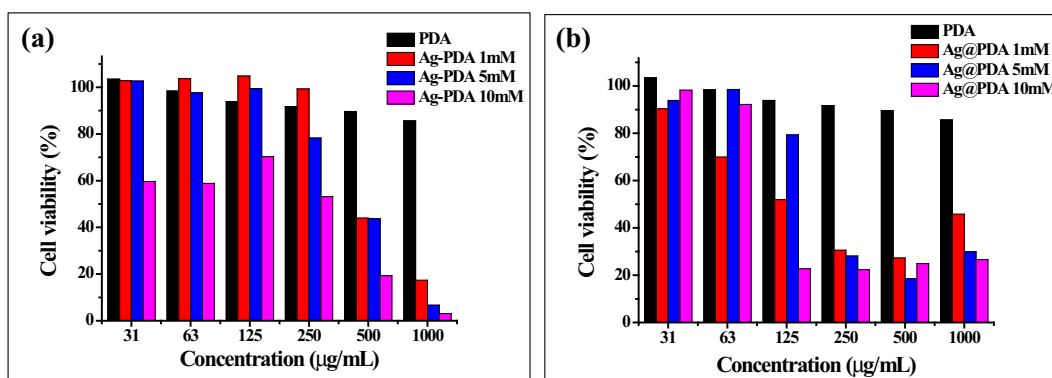 (a)
PDA
Ag-PDA 1mM
Ag-PDA 5mM
Ag-PDA 10mM
Cell viability (%)
100
80
60
40
20
0
31 63 125 250 500 1000
Concentration (µg/mL)
(b)
PDA
Ag@PDA 1mM
Ag@PDA 5mM
Ag@PDA 10mM
Cell viability (%)
100
80
60
40
20
0
31 63 125 250 500 1000
Concentration (µg/mL)